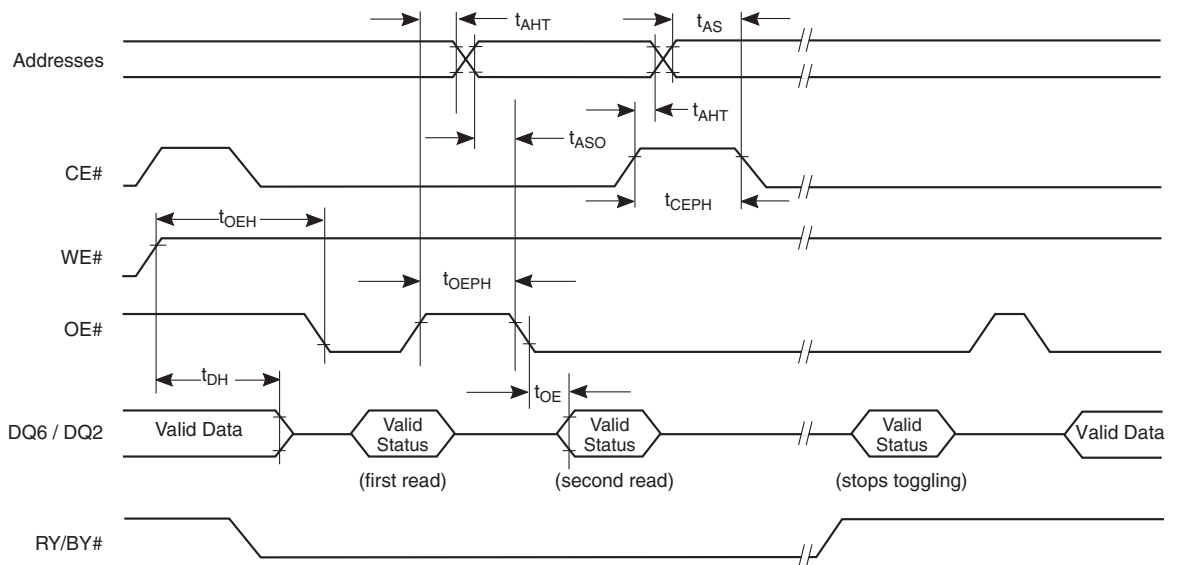 tAHT
tAS
Addresses
tAHT
tASO
CE#
tCEPH
tOEH
WE#
tOEPH
OE#
tDH
tOE
DQ6 / DQ2
Valid Data
Valid
Status
Valid
Status
Valid
Status
Valid Data
(first read)
(second read)
(stops toggling)
RY/BY#